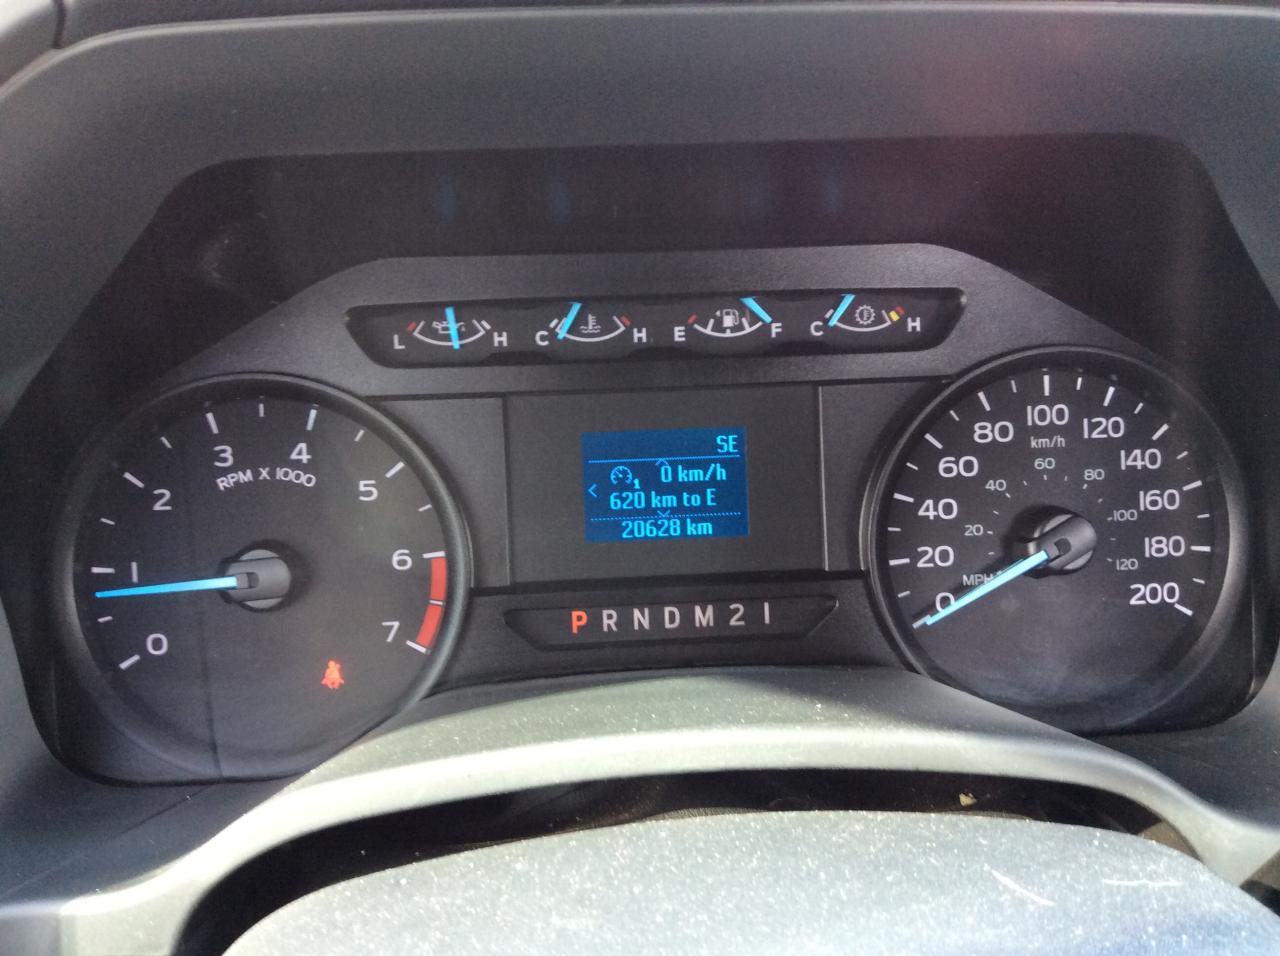 L H C H E F C H
0 1 2 3 4 5 6 7
RPM X 1000
SE
1 0 km/h
620 km to E
20628 km
P R N D M 2 1
0 20 40 60 80 100 120 140 160 180 200
km/h
20 40 60 80 100 120
MPH